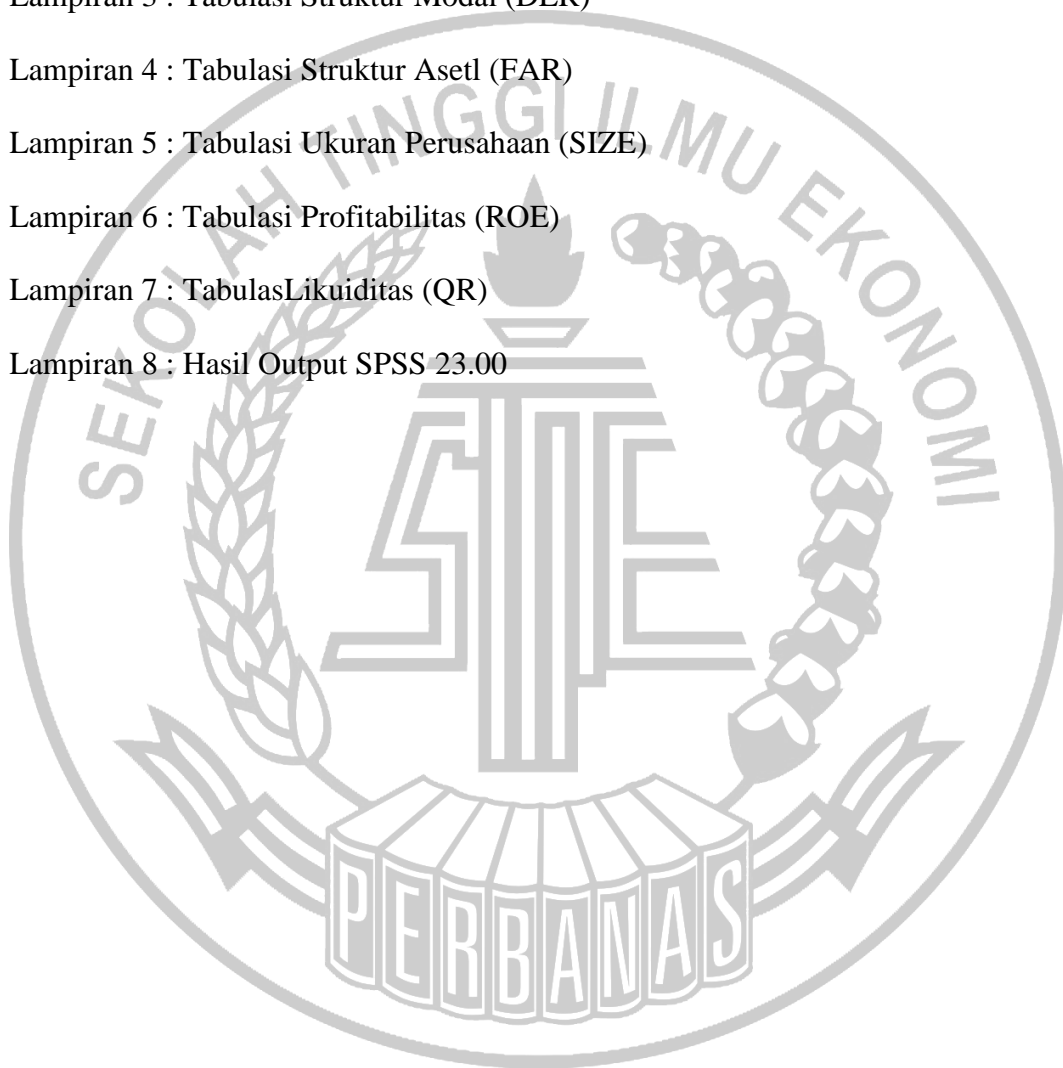 Lampiran 3 : Tabulasi Struktur Modal (DER)
Lampiran 4 : Tabulasi Struktur Asetl (FAR)
Lampiran 5 : Tabulasi Ukuran Perusahaan (SIZE)
Lampiran 6 : Tabulasi Profitabilitas (ROE)
Lampiran 7 : TabulasLikuiditas (QR)
Lampiran 8 : Hasil Output SPSS 23.00
SEKOLAH TINGGI ILMU EKONOMI
STIE
PERBANAS